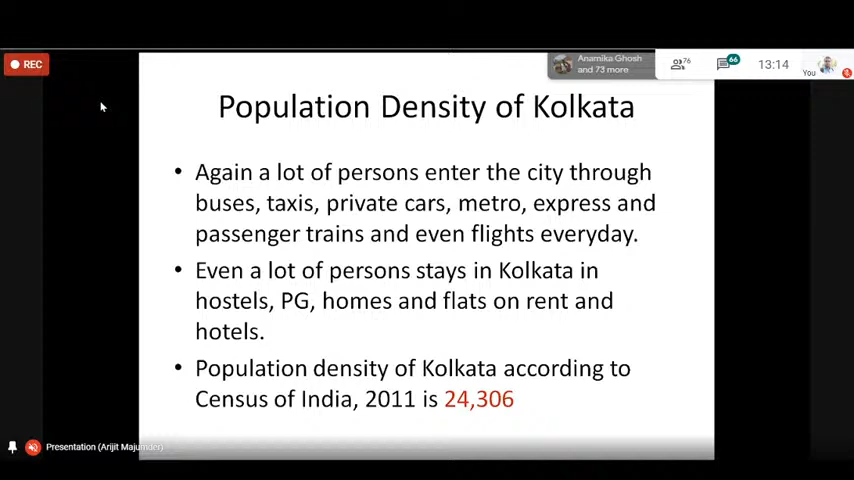 REC
Anamika Ghosh
and 73 more
76
66
13:14
You
Population Density of Kolkata
• Again a lot of persons enter the city through
buses, taxis, private cars, metro, express and
passenger trains and even flights everyday.
• Even a lot of persons stays in Kolkata in
hostels, PG, homes and flats on rent and
hotels.
• Population density of Kolkata according to
Census of India, 2011 is 24,306
Presentation (Arijit Majumder)